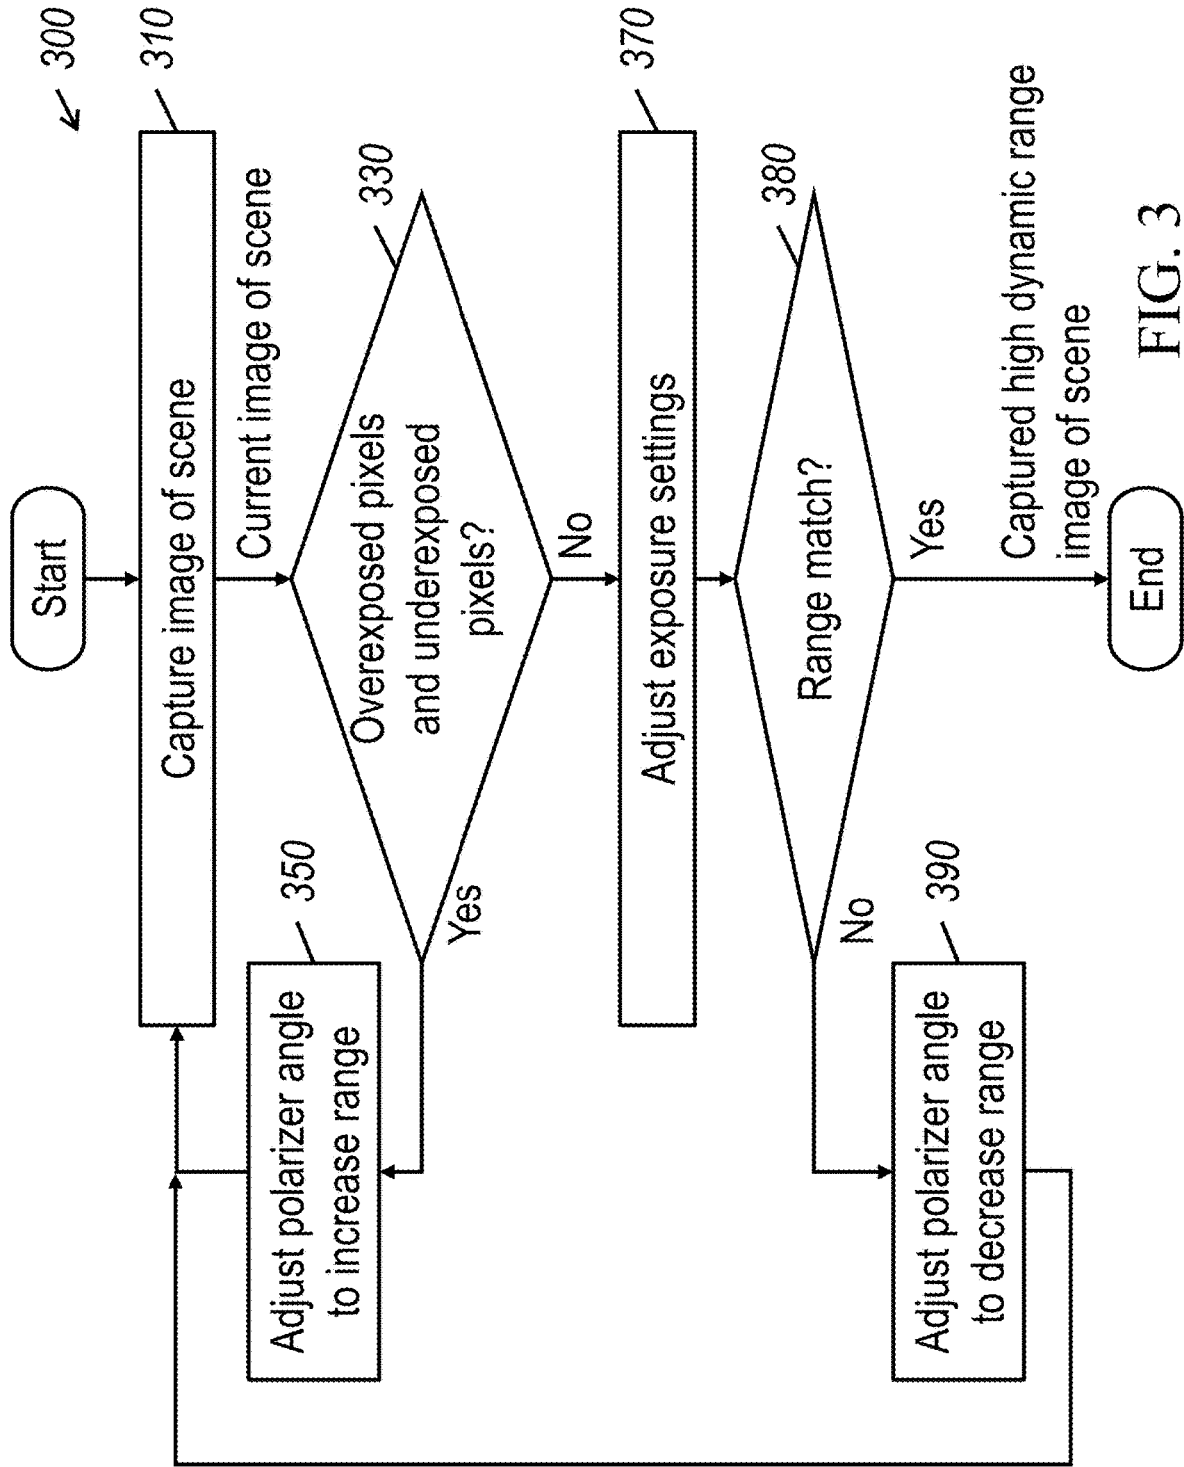 300
Start
310
Capture image of scene
Current image of scene
330
Overexposed pixels
and underexposed
pixels?
Yes
350
Adjust polarizer angle
to increase range
No
370
Adjust exposure settings
380
Range match?
No
390
Adjust polarizer angle
to decrease range
Yes
Captured high dynamic range
image of scene
End
FIG. 3